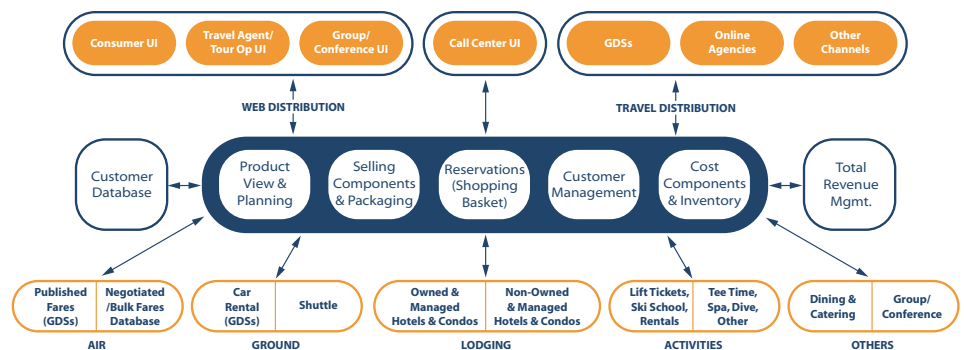 Consumer UI
Travel Agent/
Tour Op UI
Group/
Conference UI
Call Center UI
GDSs
Online
Agencies
Other
Channels
WEB DISTRIBUTION
TRAVEL DISTRIBUTION
Customer
Database
Product
View &
Planning
Selling
Components
& Packaging
Reservations
(Shopping
Basket)
Customer
Management
Cost
Components
& Inventory
Total
Revenue
Mgmt.
Published
Fares
(GDSs)
Negotiated
/Bulk Fares
Database
Car
Rental
(GDSs)
Shuttle
Owned &
Managed
Hotels & Condos
Non-Owned
& Managed
Hotels & Condos
Lift Tickets,
Ski School,
Rentals
Tee Time,
Spa, Dive,
Other
Dining &
Catering
Group/
Conference
AIR
GROUND
LODGING
ACTIVITIES
OTHERS